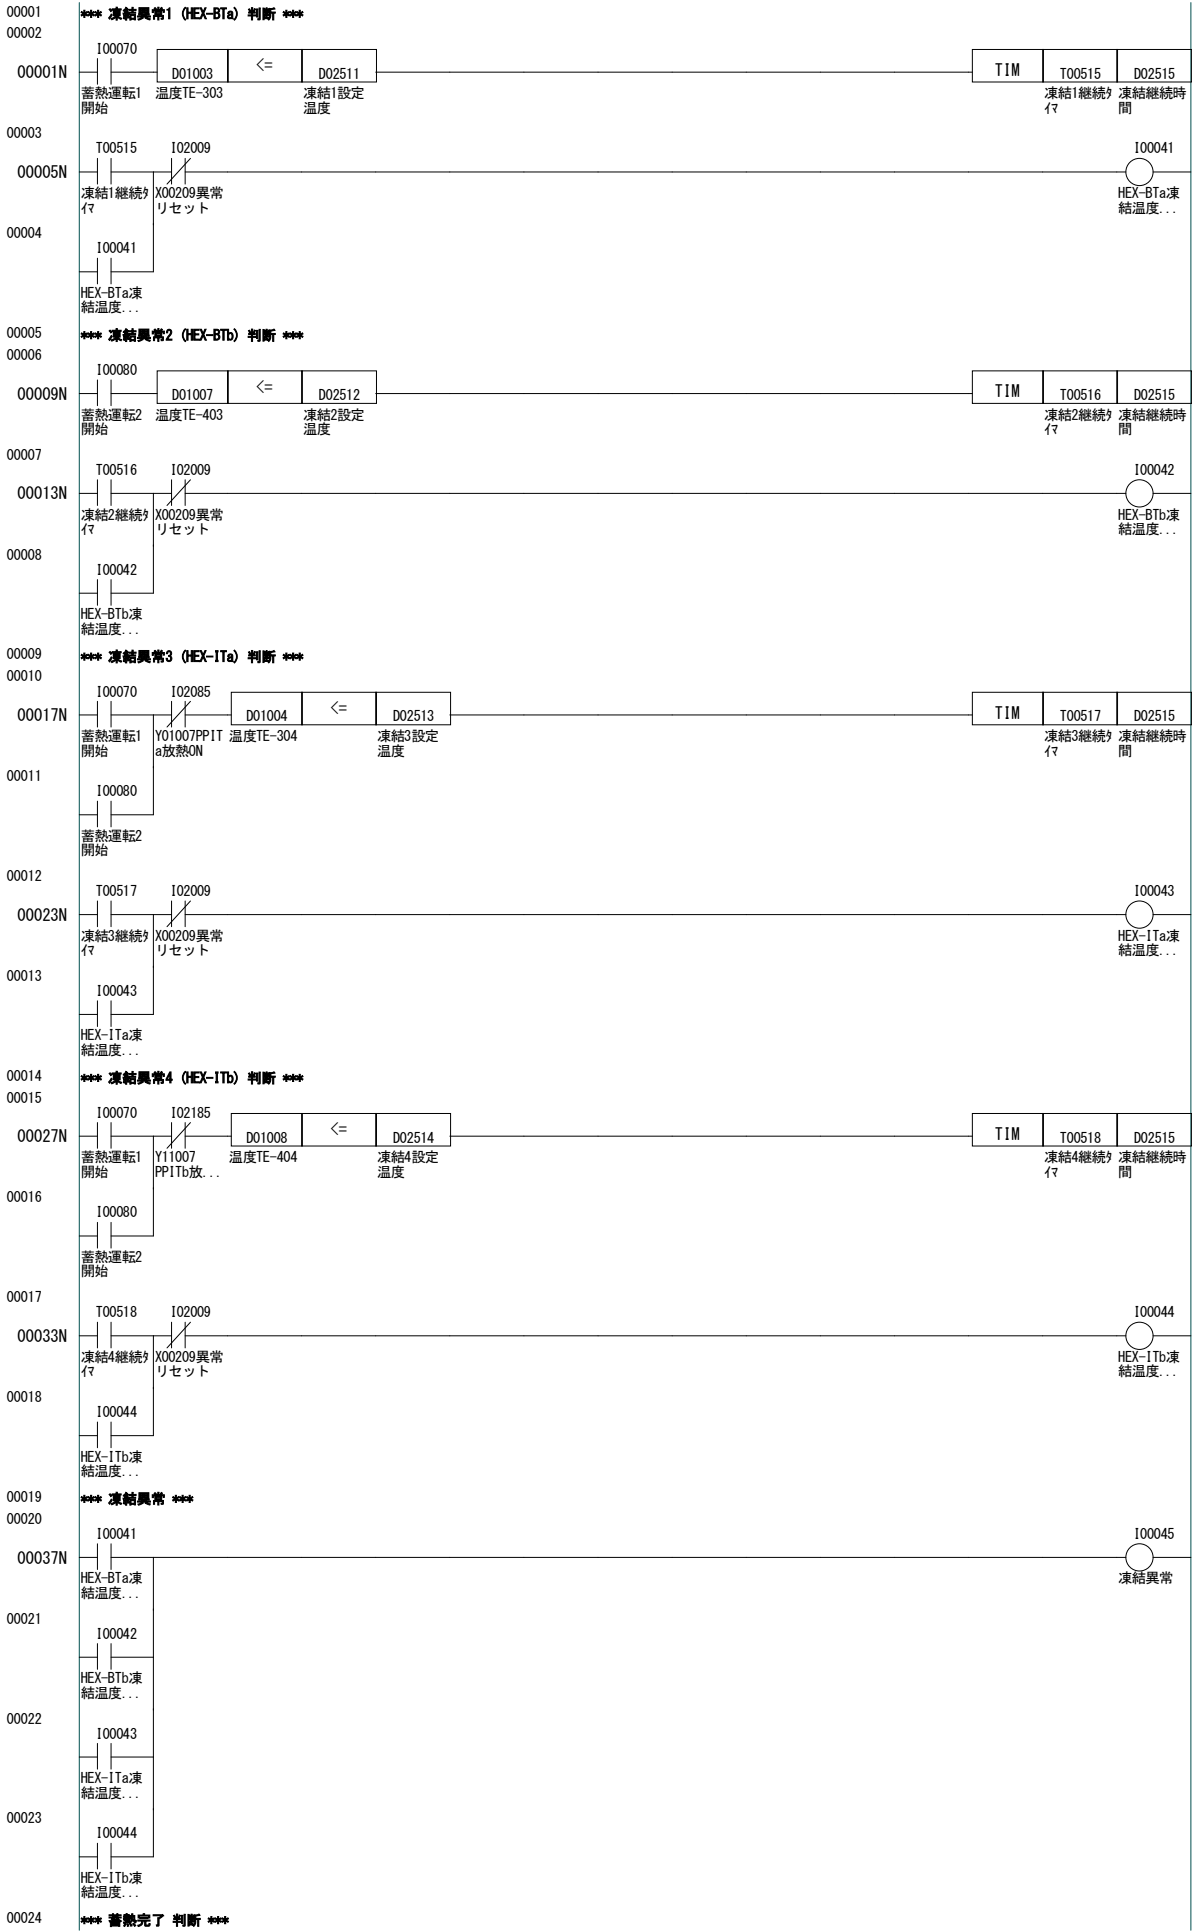 00001 *** 凍結異常1 (HEX-BTa) 判断 ***
00002
I00070
00001N D01003 <= D02511 TIM T00515 D02515
蓄熱運転1 温度TE-303 凍結1設定 凍結1継続ﾀ 凍結継続時
開始 温度 ｲﾏ 間
00003
T00515 I02009 I00041
00005N
凍結1継続ﾀ X00209異常 HEX-BTa凍
ｲﾏ リセット 結温度...
00004
I00041
HEX-BTa凍
結温度...
00005 *** 凍結異常2 (HEX-BTb) 判断 ***
00006
I00080
00009N D01007 <= D02512 TIM T00516 D02515
蓄熱運転2 温度TE-403 凍結2設定 凍結2継続ﾀ 凍結継続時
開始 温度 ｲﾏ 間
00007
T00516 I02009 I00042
00013N
凍結2継続ﾀ X00209異常 HEX-BTb凍
ｲﾏ リセット 結温度...
00008
I00042
HEX-BTb凍
結温度...
00009 *** 凍結異常3 (HEX-ITa) 判断 ***
00010
I00070 I02085
00017N D01004 <= D02513 TIM T00517 D02515
蓄熱運転1 Y01007PPIT 温度TE-304 凍結3設定 凍結3継続ﾀ 凍結継続時
開始 a放熱ON 温度 ｲﾏ 間
00011
I00080
蓄熱運転2
開始
00012
T00517 I02009 I00043
00023N
凍結3継続ﾀ X00209異常 HEX-ITa凍
ｲﾏ リセット 結温度...
00013
I00043
HEX-ITa凍
結温度...
00014 *** 凍結異常4 (HEX-ITb) 判断 ***
00015
I00070 I02185
00027N D01008 <= D02514 TIM T00518 D02515
蓄熱運転1 Y11007 温度TE-404 凍結4設定 凍結4継続ﾀ 凍結継続時
開始 PPITb放... 温度 ｲﾏ 間
00016
I00080
蓄熱運転2
開始
00017
T00518 I02009 I00044
00033N
凍結4継続ﾀ X00209異常 HEX-ITb凍
ｲﾏ リセット 結温度...
00018
I00044
HEX-ITb凍
結温度...
00019 *** 凍結異常 ***
00020
I00041 I00045
00037N
HEX-BTa凍 凍結異常
結温度...
00021
I00042
HEX-BTb凍
結温度...
00022
I00043
HEX-ITa凍
結温度...
00023
I00044
HEX-ITb凍
結温度...
00024 *** 蓄熱完了 判断 ***